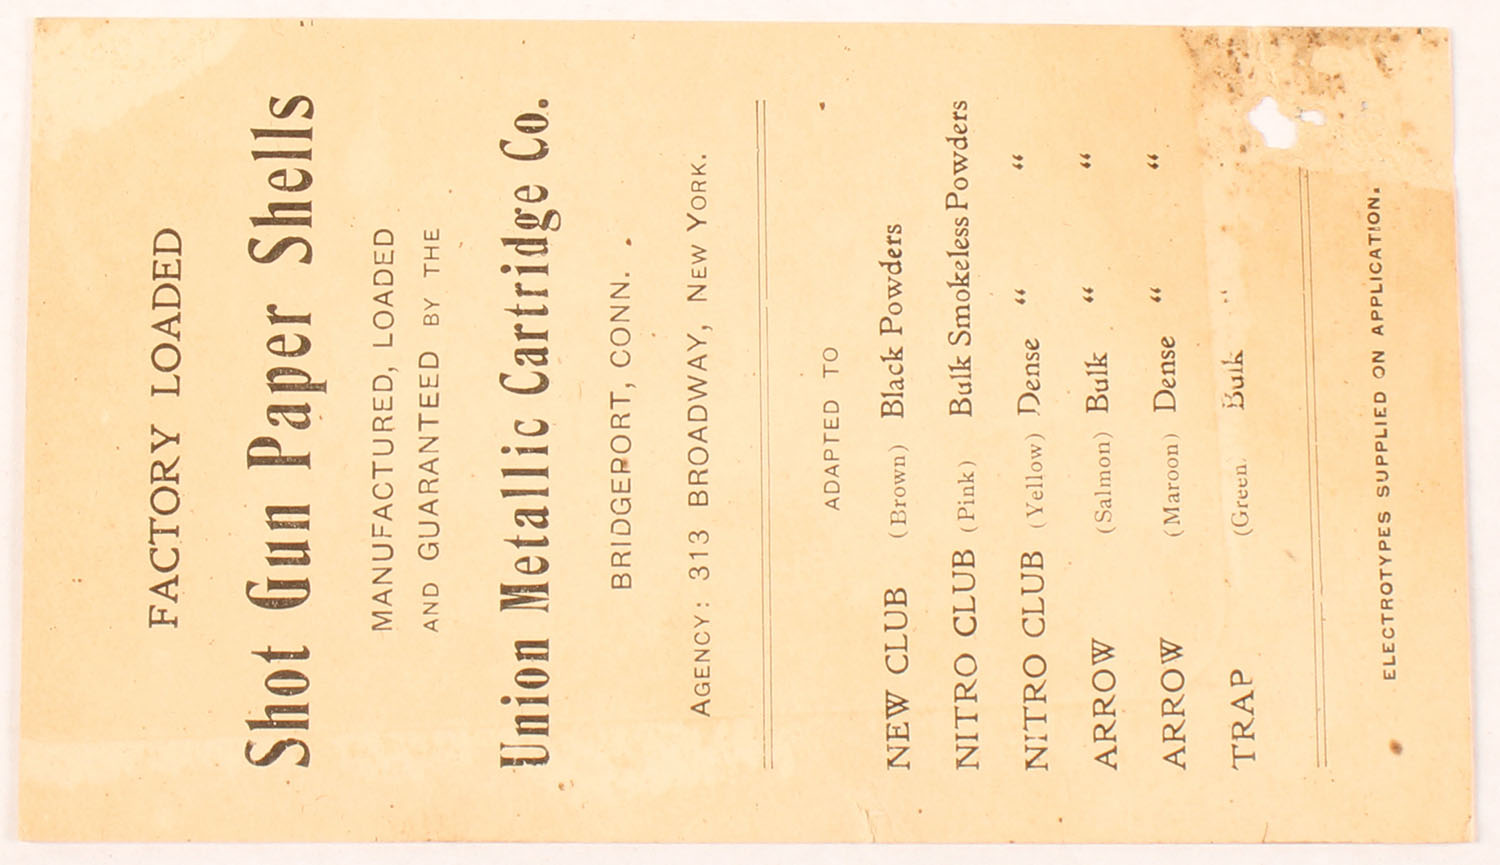 FACTORY LOADED
Shot Gun Paper Shells
MANUFACTURED, LOADED
AND GUARANTEED BY THE
Union Metallic Cartridge Co.
BRIDGEPORT, CONN.
AGENCY: 313 BROADWAY, NEW YORK.
ADAPTED TO
NEW CLUB (Brown) Black Powders
NITRO CLUB (Pink) Bulk Smokeless Powders
NITRO CLUB (Yellow) Dense “ “
ARROW (Salmon) Bulk “ “
ARROW (Maroon) Dense “ “
TRAP (Green) Bulk “
ELECTROTYPES SUPPLIED ON APPLICATION.